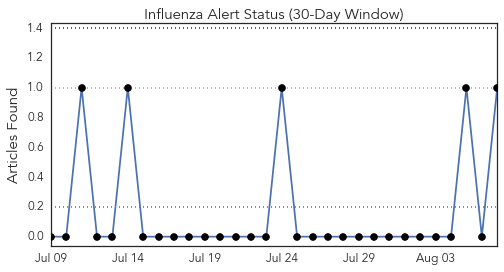 Influenza Alert Status (30-Day Window)
Articles Found
1.4
1.2
1.0
0.8
0.6
0.4
0.2
0.0
Jul 09 Jul 14 Jul 19 Jul 24 Jul 29 Aug 03